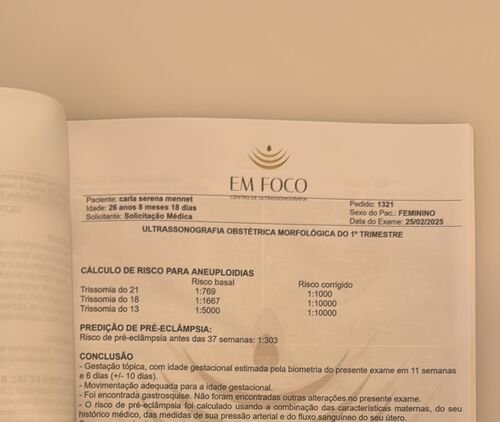 EM FOCO
CENTRO DE ULTRASSONOGRAFIA
Paciente: carla serena mennet
Idade: 26 anos 8 meses 18 dias
Solicitante: Solicitação Médica
Pedido: 1321
Sexo do Pac.: FEMININO
Data do Exame: 25/02/2025
ULTRASSONOGRAFIA OBSTÉTRICA MORFOLÓGICA DO 1º TRIMESTRE
CÁLCULO DE RISCO PARA ANEUPLOIDIAS
Risco basal Risco corrigido
Trissomia do 21 1:769 1:1000
Trissomia do 18 1:1667 1:10000
Trissomia do 13 1:5000 1:10000
PREDIÇÃO DE PRÉ-ECLÂMPSIA:
Risco de pré-eclâmpsia antes das 37 semanas: 1:303
CONCLUSÃO
- Gestação tópica, com idade gestacional estimada pela biometria do presente exame em 11 semanas
e 6 dias (+/- 10 dias).
- Movimentação adequada para a idade gestacional.
- Foi encontrada gastrosquise. Não foram encontradas outras alterações no presente exame.
- O risco de pré-eclâmpsia foi calculado usando a combinação das características maternas, do seu
histórico médico, das medidas de sua pressão arterial e do fluxo sanguíneo do seu útero.